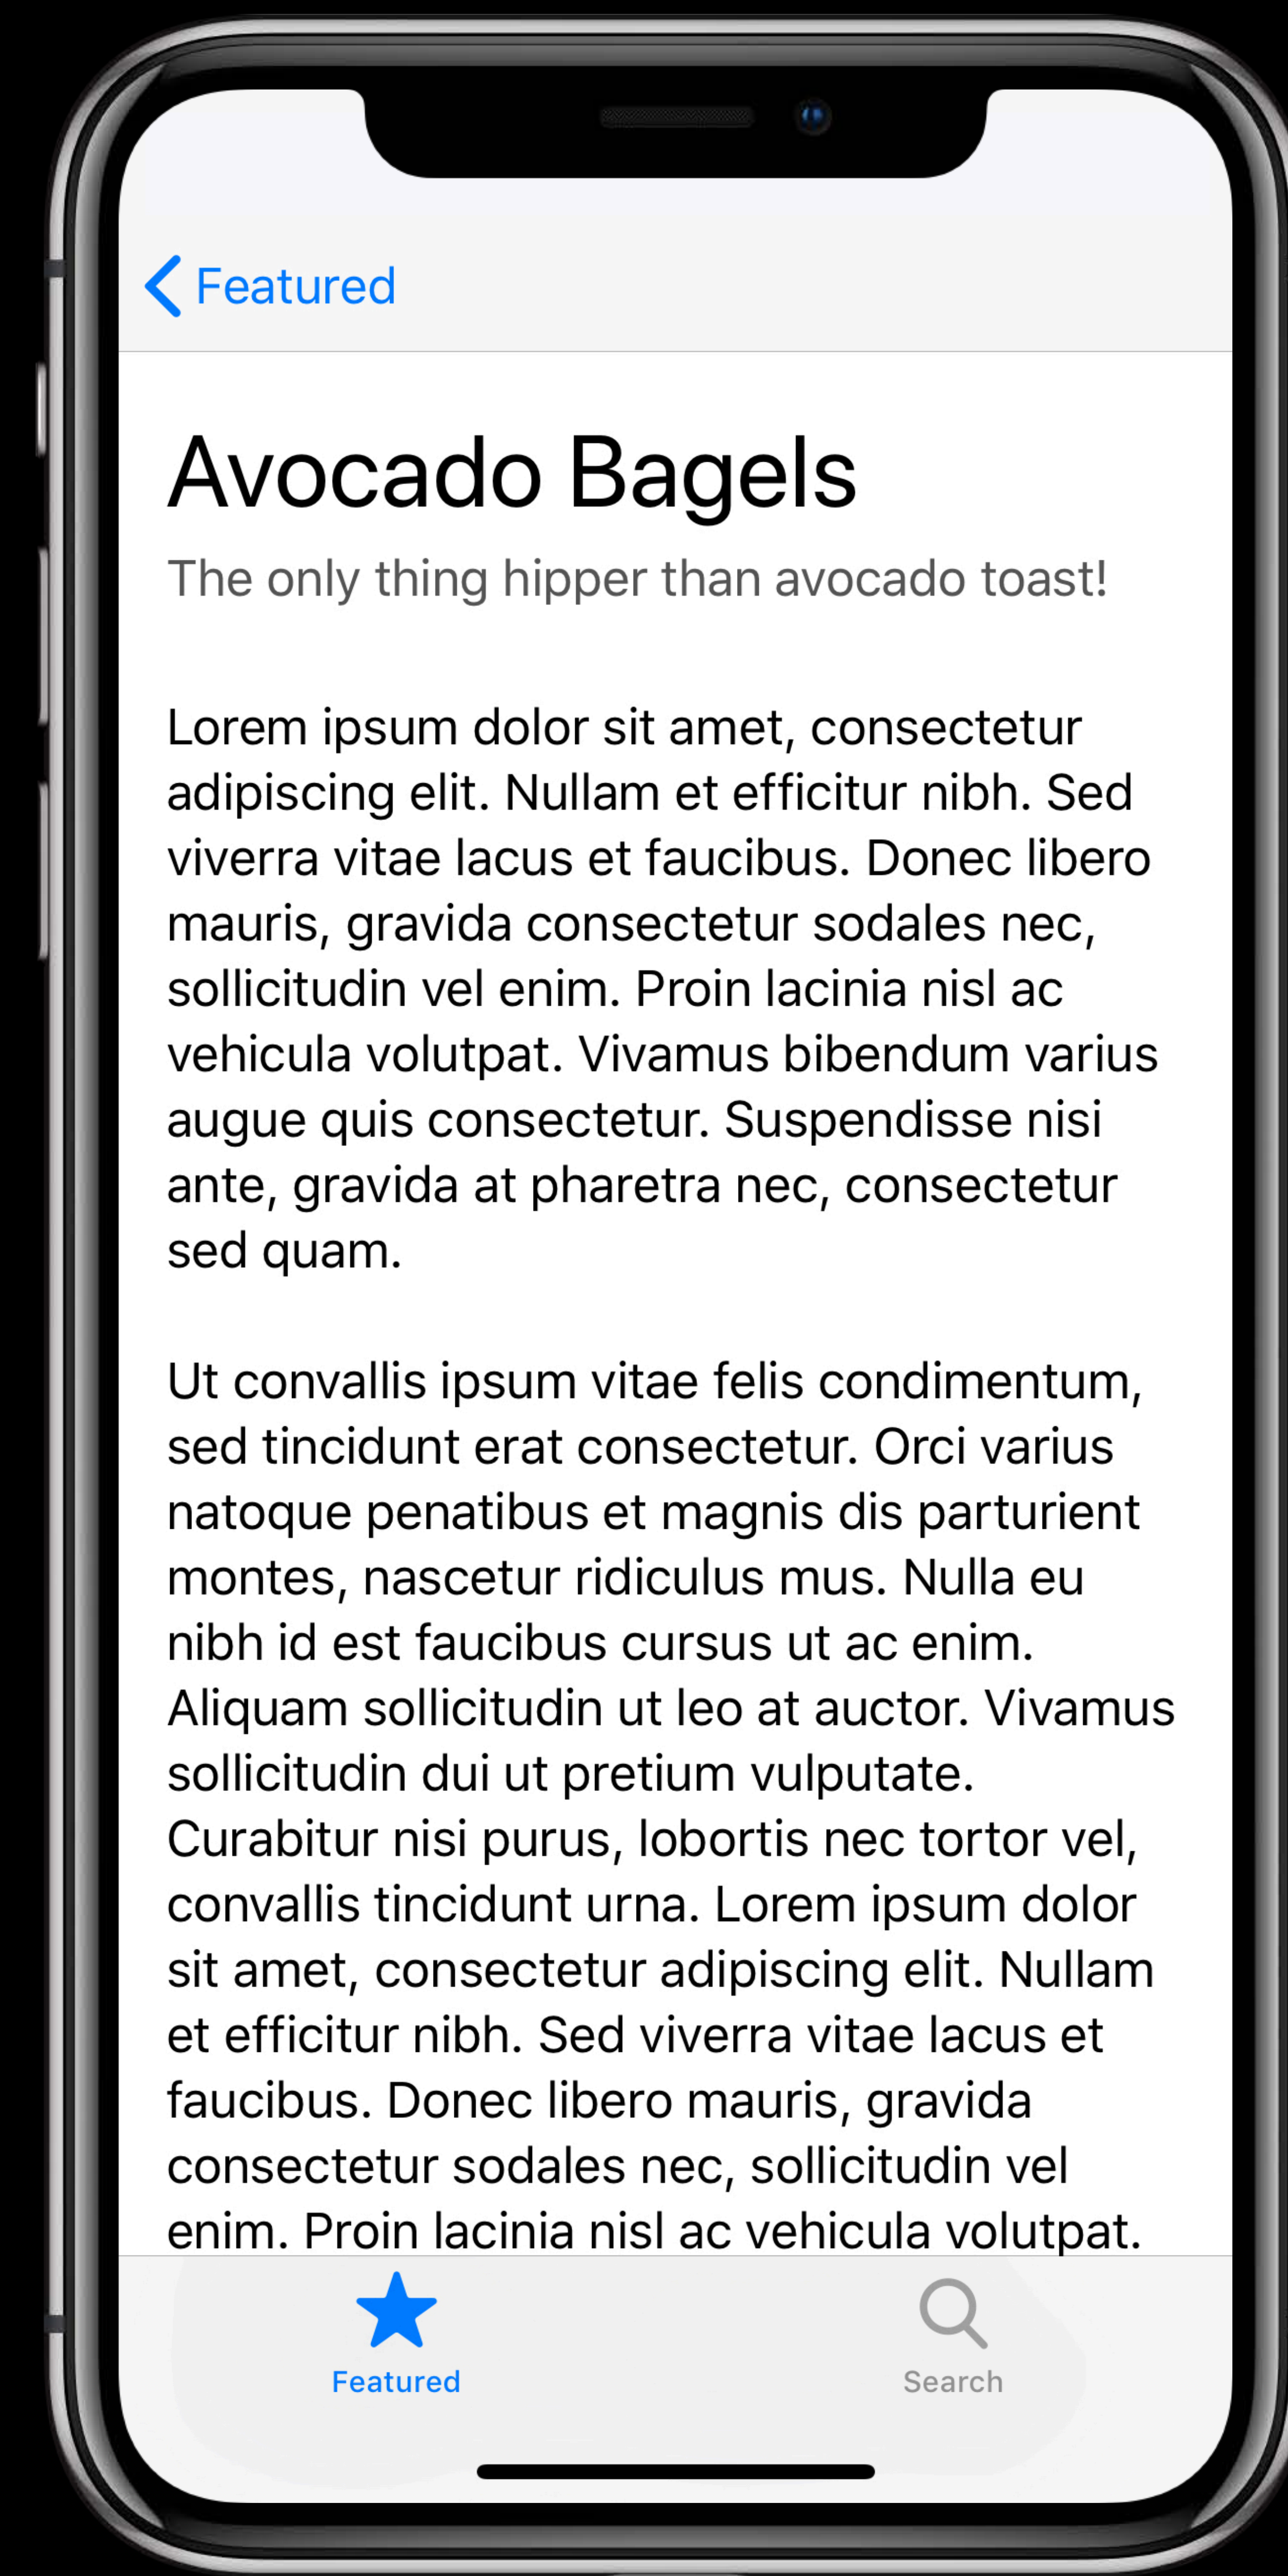 Featured
Avocado Bagels
The only thing hipper than avocado toast!
Lorem ipsum dolor sit amet, consectetur
adipiscing elit. Nullam et efficitur nibh. Sed
viverra vitae lacus et faucibus. Donec libero
mauris, gravida consectetur sodales nec,
sollicitudin vel enim. Proin lacinia nisl ac
vehicula volutpat. Vivamus bibendum varius
augue quis consectetur. Suspendisse nisi
ante, gravida at pharetra nec, consectetur
sed quam.
Ut convallis ipsum vitae felis condimentum,
sed tincidunt erat consectetur. Orci varius
natoque penatibus et magnis dis parturient
montes, nascetur ridiculus mus. Nulla eu
nibh id est faucibus cursus ut ac enim.
Aliquam sollicitudin ut leo at auctor. Vivamus
sollicitudin dui ut pretium vulputate.
Curabitur nisi purus, lobortis nec tortor vel,
convallis tincidunt urna. Lorem ipsum dolor
sit amet, consectetur adipiscing elit. Nullam
et efficitur nibh. Sed viverra vitae lacus et
faucibus. Donec libero mauris, gravida
consectetur sodales nec, sollicitudin vel
enim. Proin lacinia nisl ac vehicula volutpat.
Featured
Search